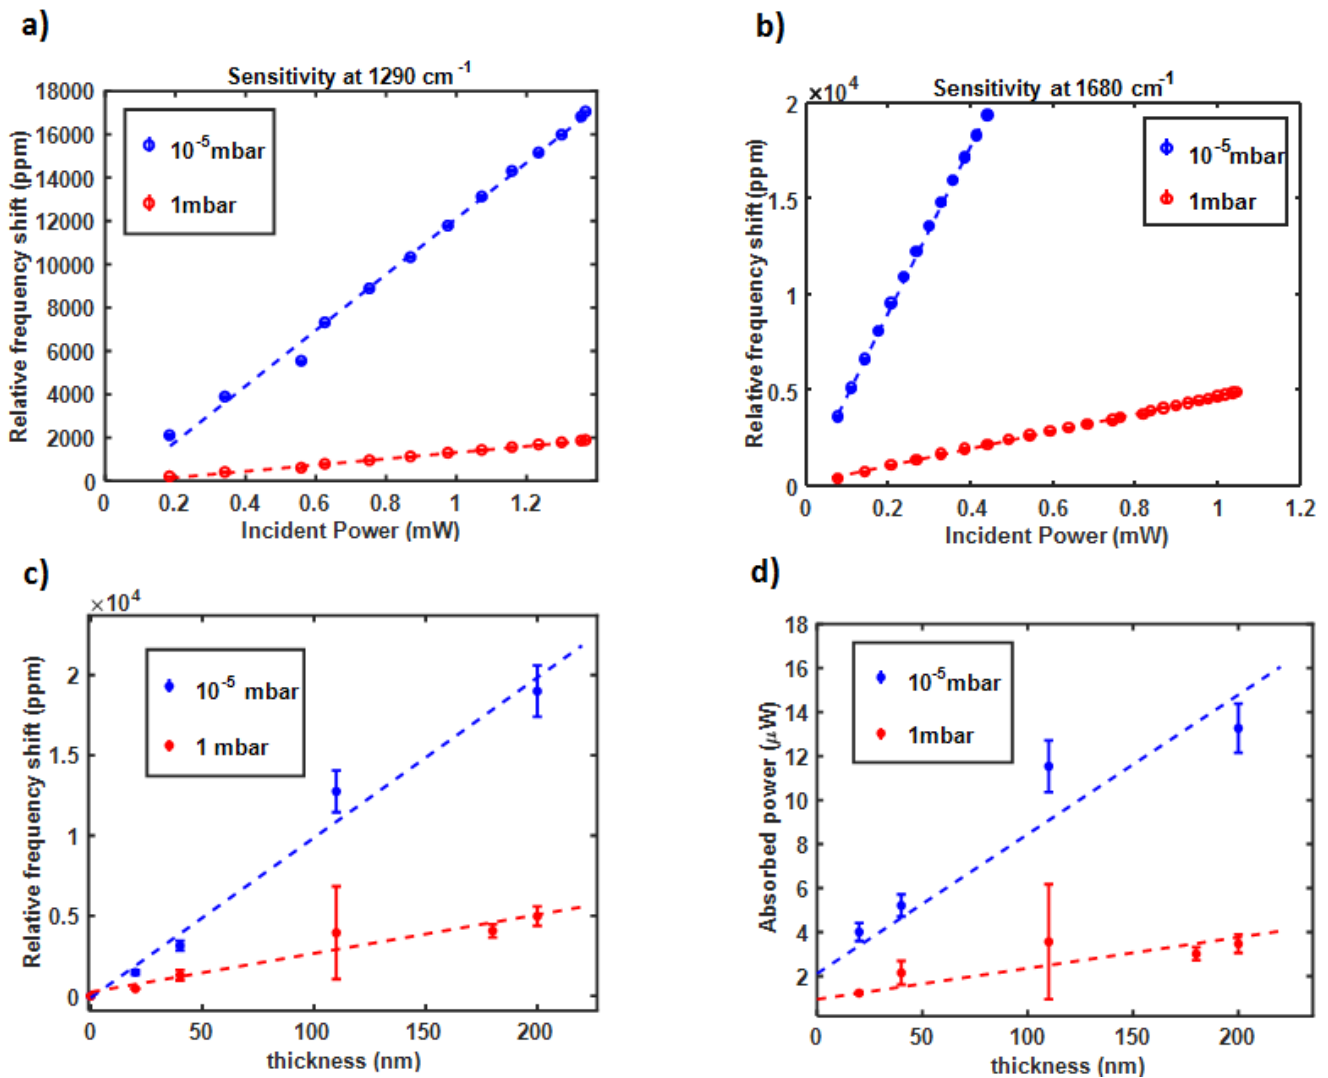 a)
Sensitivity at 1290 cm⁻¹
18000
16000
14000
12000
10000
8000
6000
4000
2000
0
Relative frequency shift (ppm)
10⁻⁵mbar
1mbar
0 0.2 0.4 0.6 0.8 1 1.2
Incident Power (mW)
b)
Sensitivity at 1680 cm⁻¹
×10⁴
2
1.5
1
0.5
0
Relative frequency shift (ppm)
10⁻⁵mbar
1mbar
0 0.2 0.4 0.6 0.8 1 1.2
Incident Power (mW)
c)
×10⁴
2
1.5
1
0.5
0
Relative frequency shift (ppm)
10⁻⁵ mbar
1 mbar
0 50 100 150 200
thickness (nm)
d)
18
16
14
12
10
8
6
4
2
Absorbed power (μW)
10⁻⁵mbar
1mbar
0 50 100 150 200
thickness (nm)